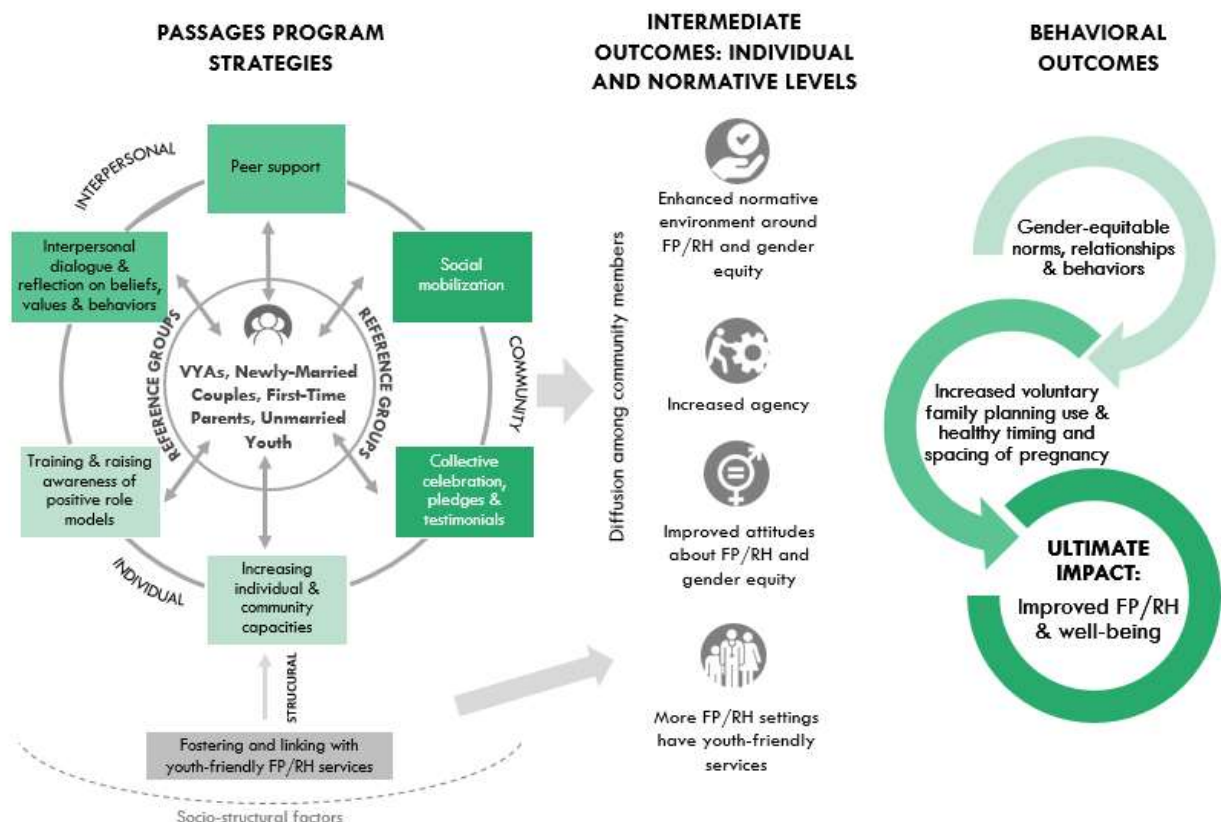 PASSAGES PROGRAM
STRATEGIES
INTERPERSONAL
Peer support
Interpersonal
dialogue &
reflection on beliefs,
values & behaviors
Social
mobilization
REFERENCE GROUPS
REFERENCE GROUPS
VYAs, Newly-Married
Couples, First-Time
Parents, Unmarried
Youth
COMMUNITY
Training & raising
awareness of
positive role
models
Collective
celebration,
pledges &
testimonials
INDIVIDUAL
Increasing
individual &
community
capacities
STRUCURAL
Fostering and linking with
youth-friendly FP/RH services
Socio-structural factors
INTERMEDIATE
OUTCOMES: INDIVIDUAL
AND NORMATIVE LEVELS
Diffusion among community members
Enhanced normative
environment around
FP/RH and gender
equity
Increased agency
Improved attitudes
about FP/RH and
gender equity
More FP/RH settings
have youth-friendly
services
BEHAVIORAL
OUTCOMES
Gender-equitable
norms, relationships
& behaviors
Increased voluntary
family planning use &
healthy timing and
spacing of pregnancy
ULTIMATE
IMPACT:
Improved FP/RH
& well-being